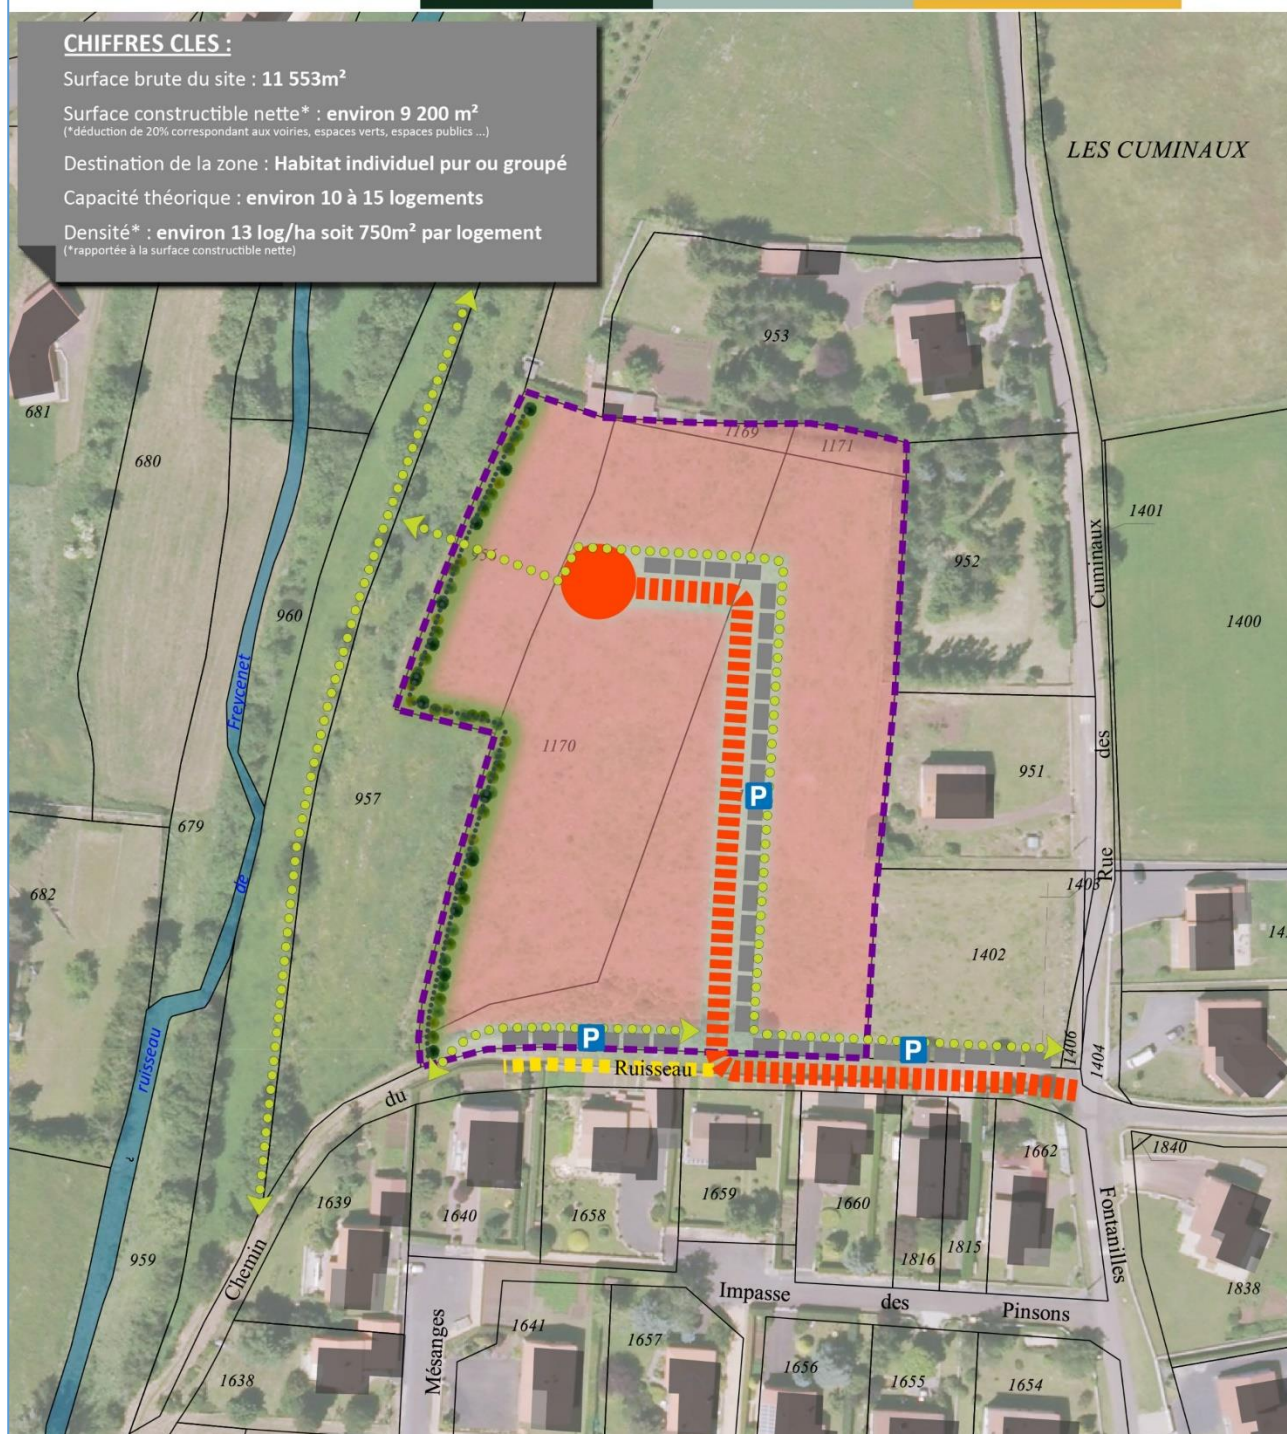 CHIFFRES CLES :
Surface brute du site : 11 553m²
Surface constructible nette* : environ 9 200 m²
(*déduction de 20% correspondant aux voiries, espaces verts, espaces publics ...)
Destination de la zone : Habitat individuel pur ou groupé
Capacité théorique : environ 10 à 15 logements
Densité* : environ 13 log/ha soit 750m² par logement
(*rapportée à la surface constructible nette)
LES CUMINAUX
953
681
1169
1171
680
1401
952
Cuminaux
960
1400
Freycenet
des
1170
951
957
P
679
Rue
de
1403
682
1402
ruisseau
P
P
1406
1404
Ruisseau
du
1662
1840
1639
1640
1658
1659
1660
1815
1816
Fontanilles
959
Chemin
Impasse
des
Pinsons
1838
Mésanges
1641
1657
1656
1655
1654
1638